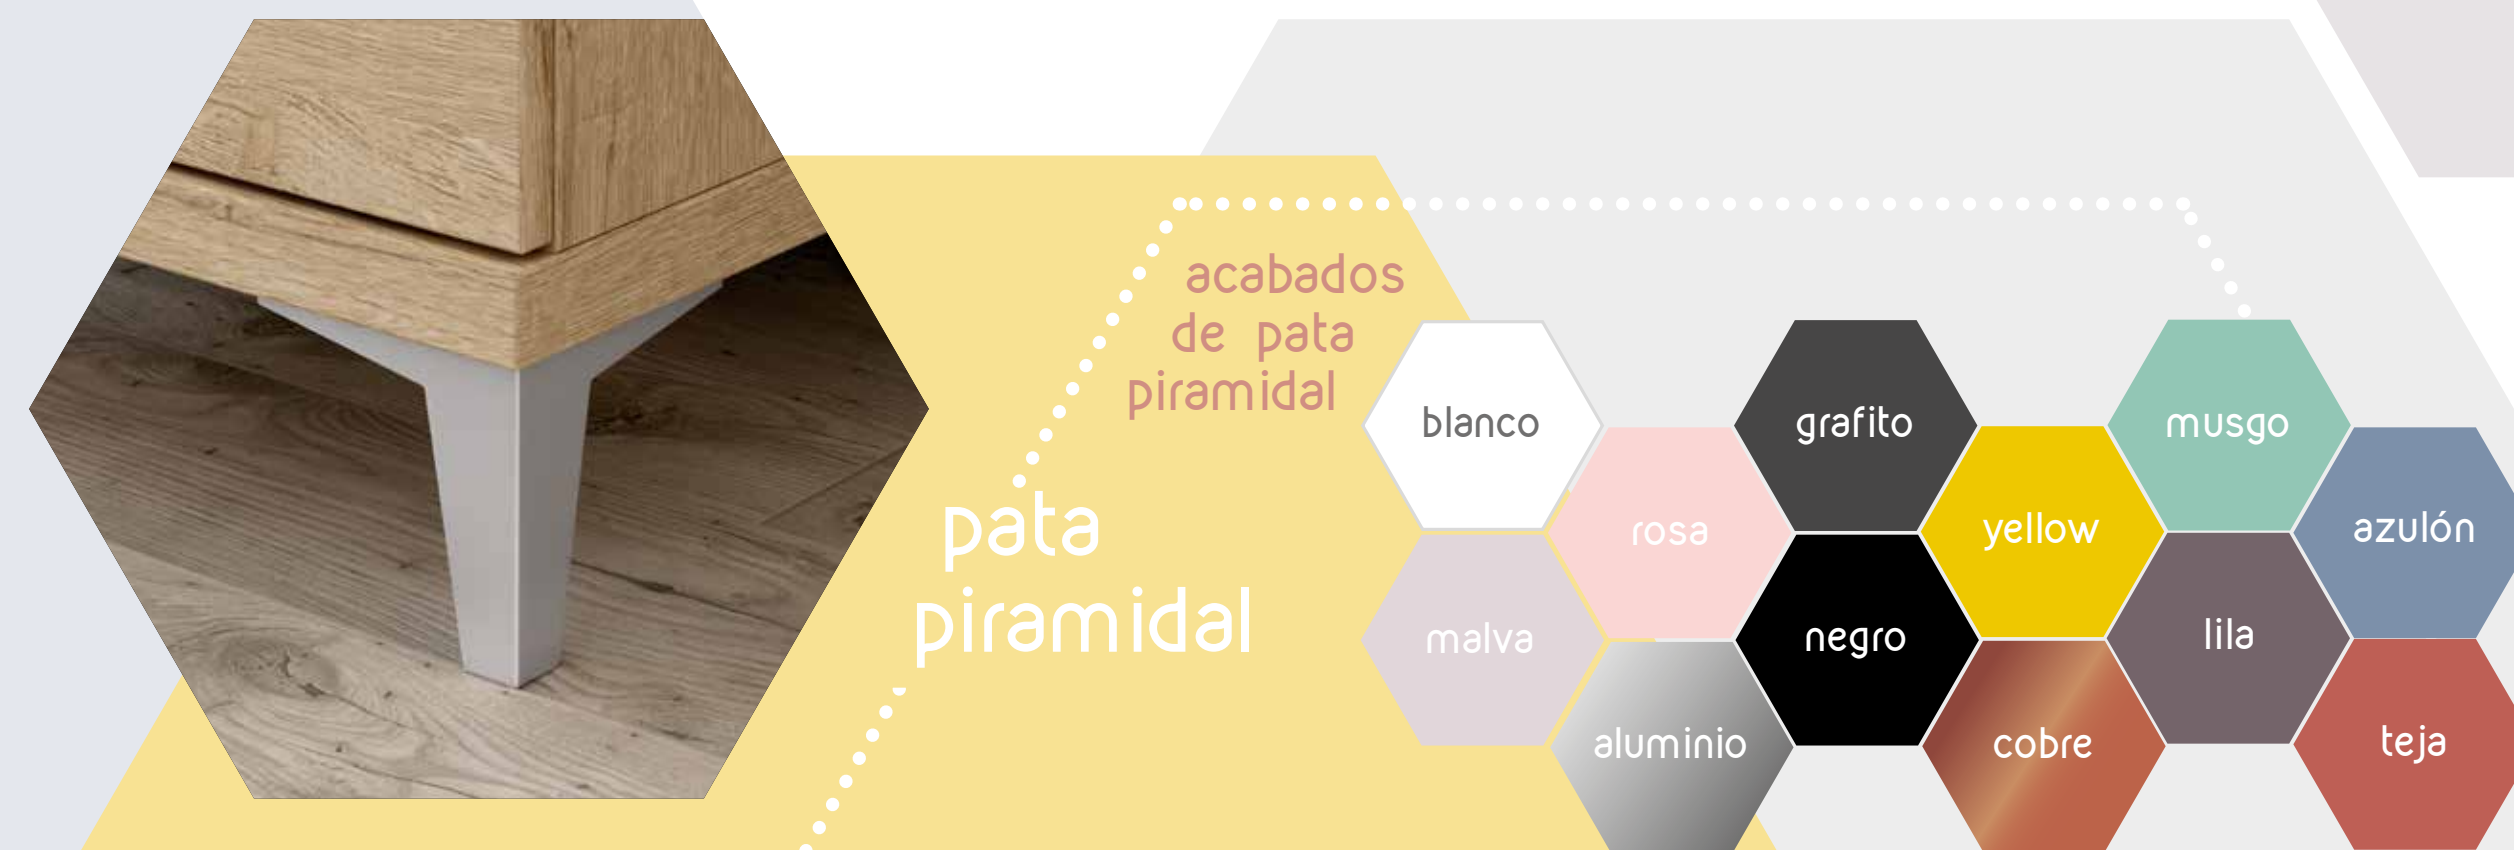 acabados
de pata
piramidal
pata
piramidal
blanco
grafito
musgo
rosa
yellow
azulón
malva
negro
lila
aluminio
cobre
teja